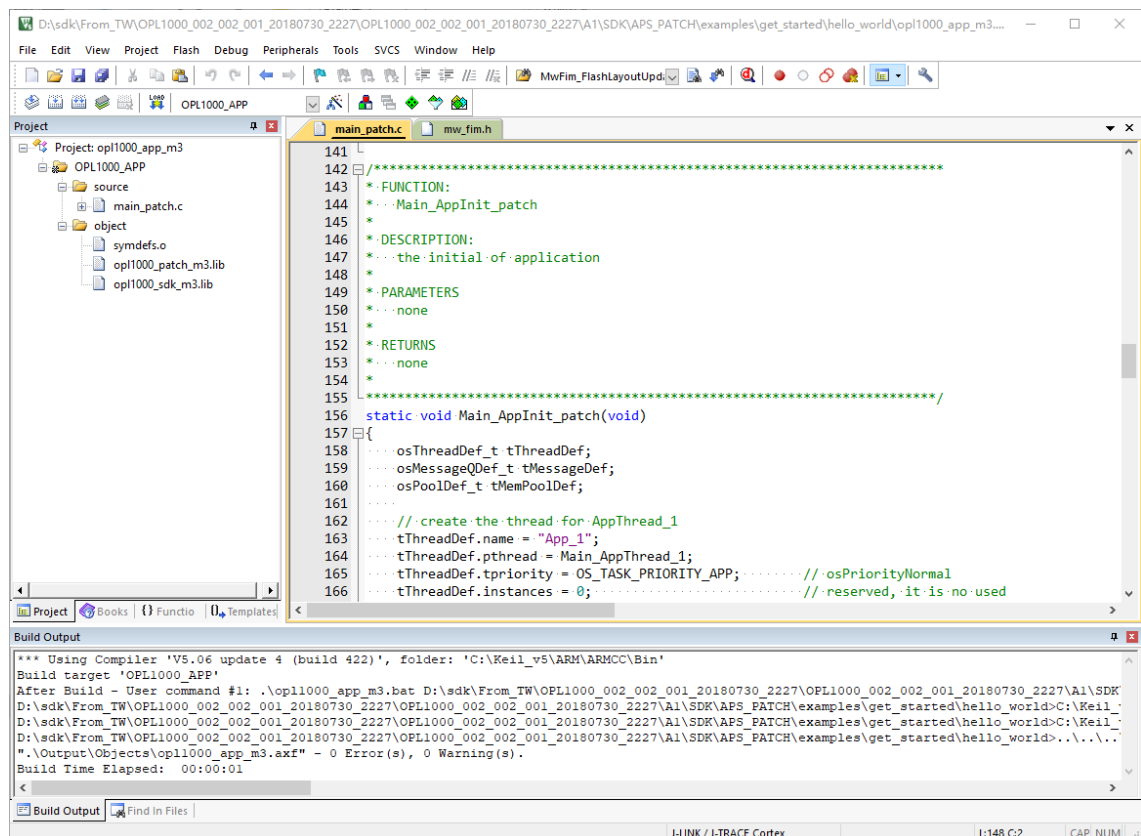 D:\sdk\From_TW\OPL1000_002_002_001_20180730_2227\OPL1000_002_002_001_20180730_2227\A1\SDK\APS_PATCH\examples\get_started\hello_world\opl1000_app_m3....
File Edit View Project Flash Debug Peripherals Tools SVCS Window Help
MwFim_FlashLayoutUpd
LOAD
OPL1000_APP
Project
main_patch.c
mw_fim.h
Project: opl1000_app_m3
OPL1000_APP
source
main_patch.c
object
symdefs.o
opl1000_patch_m3.lib
opl1000_sdk_m3.lib
Project Books {} Functio Templates
141
142 /*************************************************************************
143 * FUNCTION:
144 * Main_AppInit_patch
145 *
146 * DESCRIPTION:
147 * the initial of application
148 *
149 * PARAMETERS
150 * none
151 *
152 * RETURNS
153 * none
154 *
155 *************************************************************************/
156 static void Main_AppInit_patch(void)
157 {
158 osThreadDef_t tThreadDef;
159 osMessageQDef_t tMessageDef;
160 osPoolDef_t tMemPoolDef;
161
162 // create the thread for AppThread_1
163 tThreadDef.name = "App_1";
164 tThreadDef.pthread = Main_AppThread_1;
165 tThreadDef.tpriority = OS_TASK_PRIORITY_APP; // osPriorityNormal
166 tThreadDef.instances = 0; // reserved, it is no used
Build Output
*** Using Compiler 'V5.06 update 4 (build 422)', folder: 'C:\Keil_v5\ARM\ARMCC\Bin'
Build target 'OPL1000_APP'
After Build - User command #1: .\opl1000_app_m3.bat D:\sdk\From_TW\OPL1000_002_002_001_20180730_2227\OPL1000_002_002_001_20180730_2227\A1\SDK\
D:\sdk\From_TW\OPL1000_002_002_001_20180730_2227\OPL1000_002_002_001_20180730_2227\A1\SDK\APS_PATCH\examples\get_started\hello_world>C:\Keil_
D:\sdk\From_TW\OPL1000_002_002_001_20180730_2227\OPL1000_002_002_001_20180730_2227\A1\SDK\APS_PATCH\examples\get_started\hello_world>C:\Keil_
D:\sdk\From_TW\OPL1000_002_002_001_20180730_2227\OPL1000_002_002_001_20180730_2227\A1\SDK\APS_PATCH\examples\get_started\hello_world>..\..\..
".\Output\Objects\opl1000_app_m3.axf" - 0 Error(s), 0 Warning(s).
Build Time Elapsed: 00:00:01
Build Output Find In Files
J-LINK / J-TRACE Cortex L:148 C:2 CAP NUM